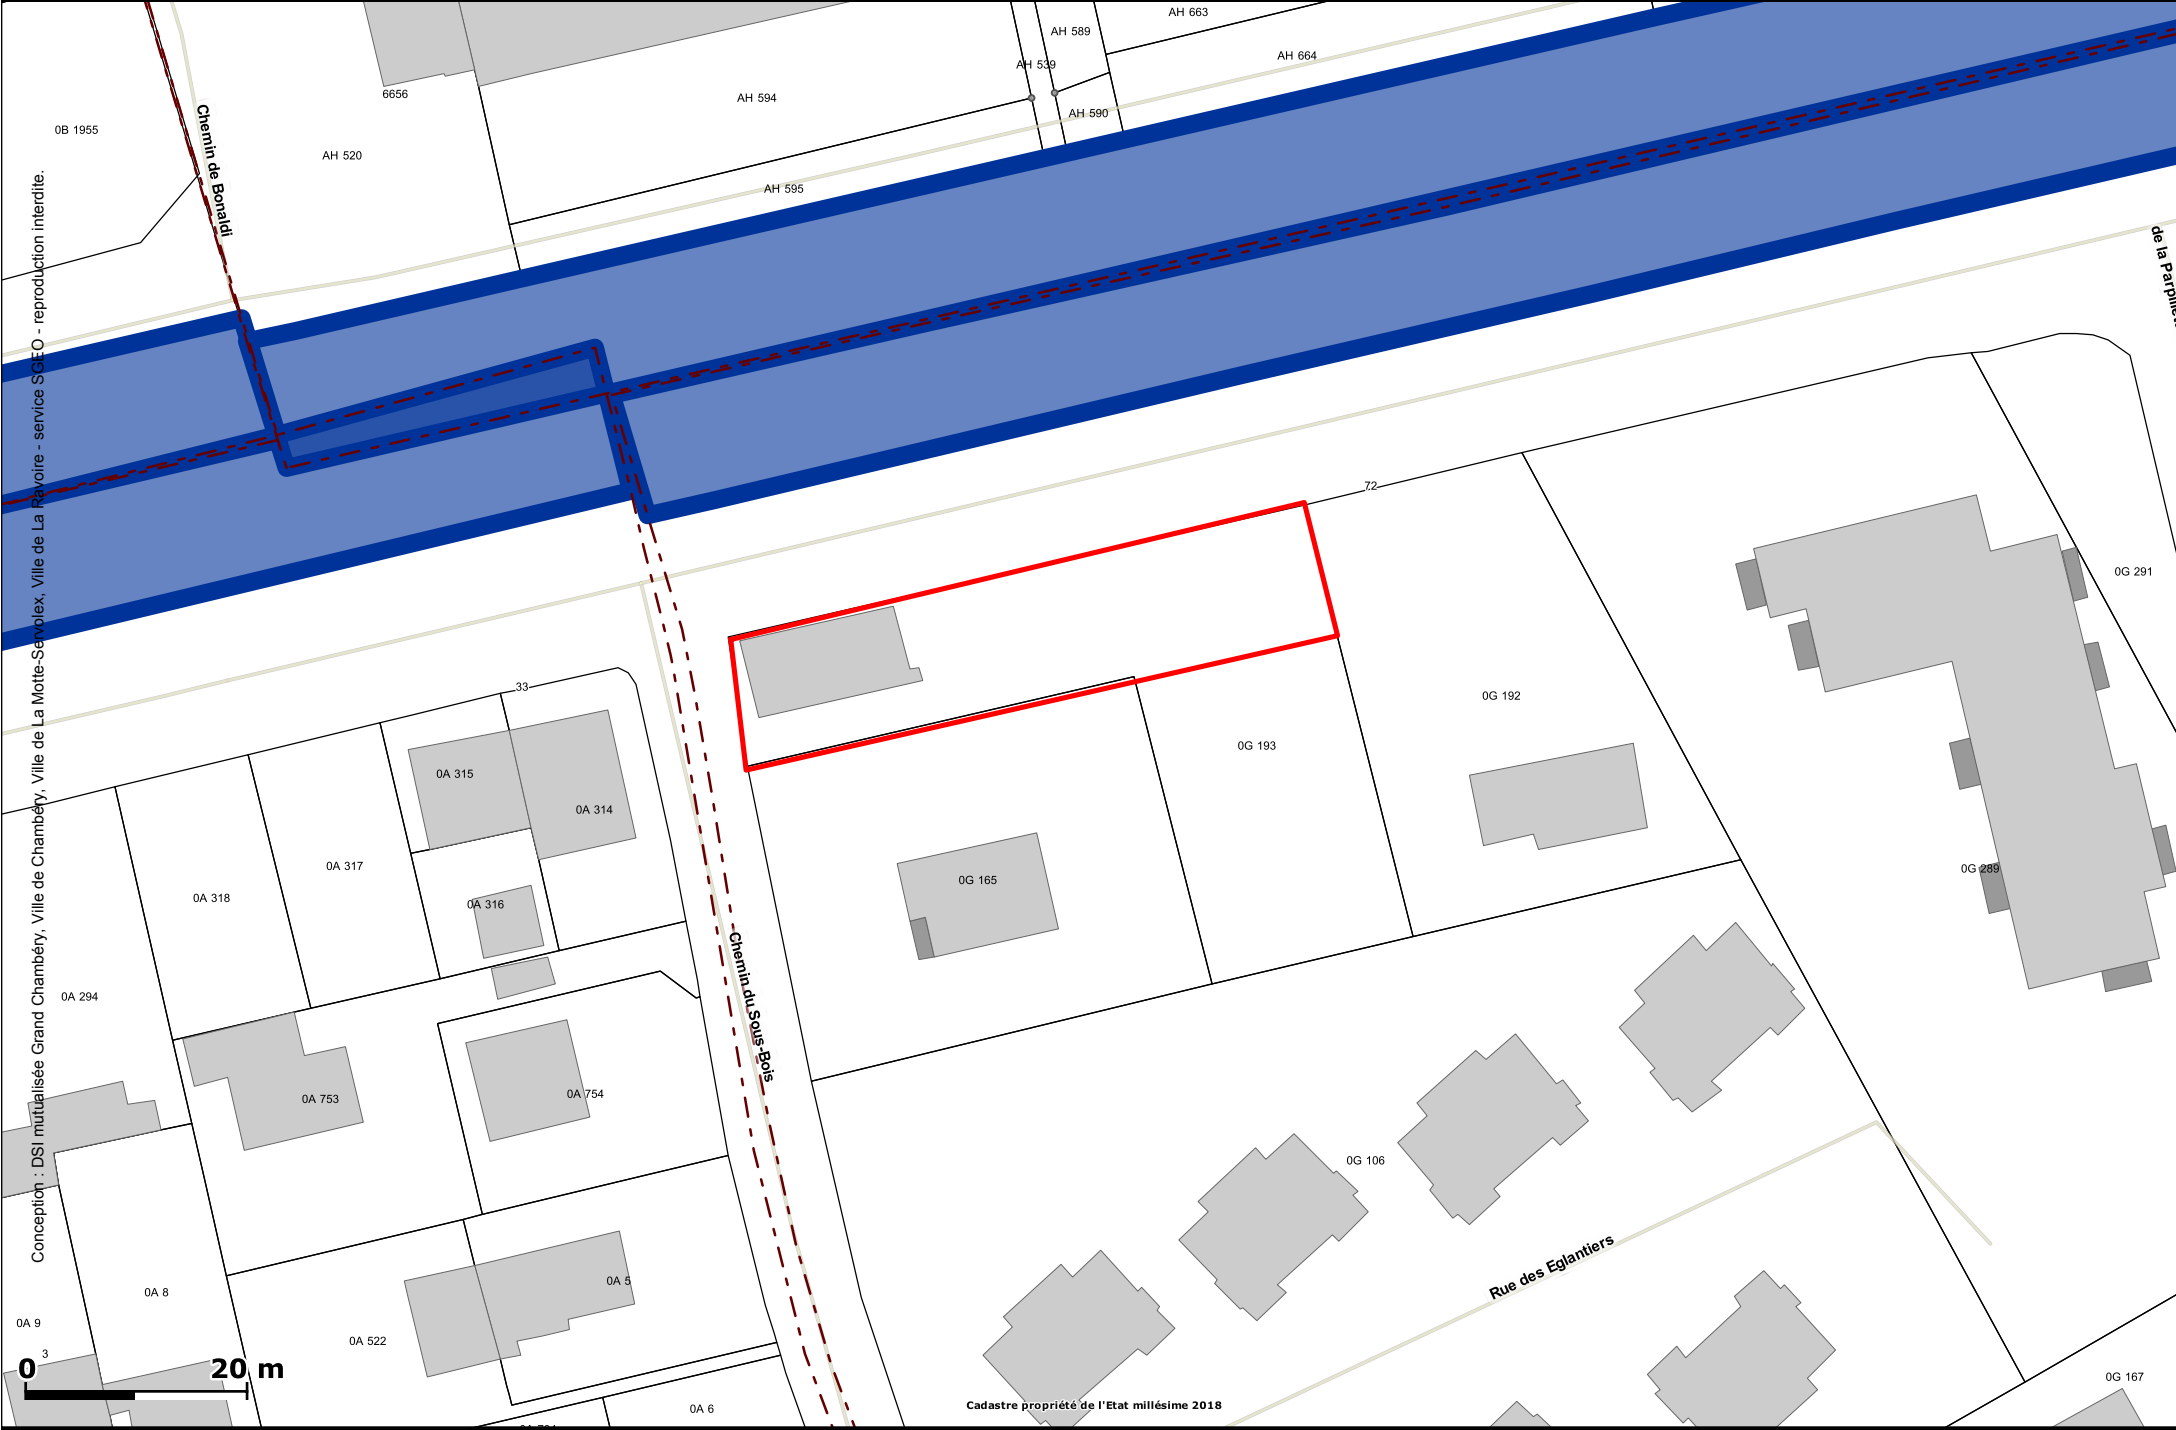 AH 663
AH 589
AH 664
AH 539
6656
AH 594
AH 590
0B 1955
AH 520
AH 595
Chemin de Bonaldi
Conception : DSI mutualisée Grand Chambéry, Ville de Chambéry, Ville de La Motte-Servolex, Ville de La Ravoire - service SGEO - reproduction interdite.
72
0G 291
33
0G 192
0G 193
0A 315
0A 314
0A 317
0G 165
0G 289
0A 318
0A 316
0A 294
Chemin du Sous-Bois
0A 753
0A 754
0G 106
Rue des Eglantiers
0A 5
0A 8
0A 9
0A 522
3
0 20 m
0G 167
Cadastre propriété de l'Etat millésime 2018
0A 6
de la